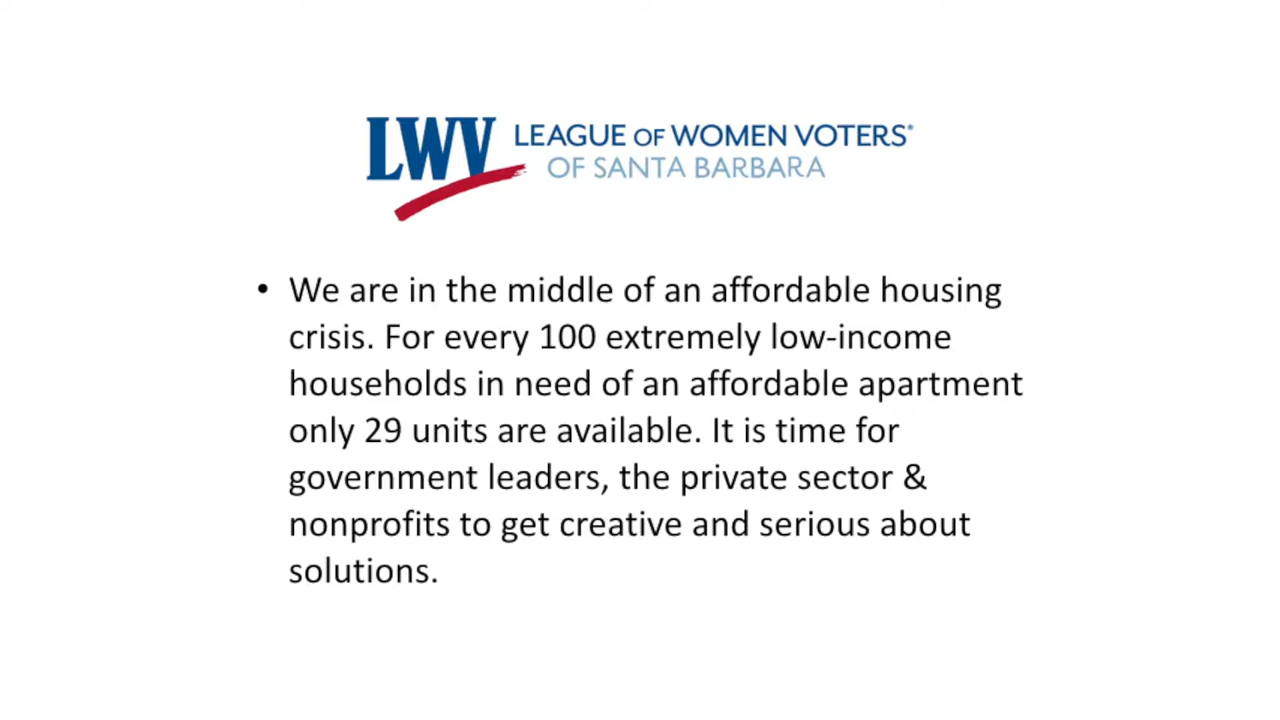 LWV LEAGUE OF WOMEN VOTERS®
OF SANTA BARBARA
• We are in the middle of an affordable housing
crisis. For every 100 extremely low-income
households in need of an affordable apartment
only 29 units are available. It is time for
government leaders, the private sector &
nonprofits to get creative and serious about
solutions.